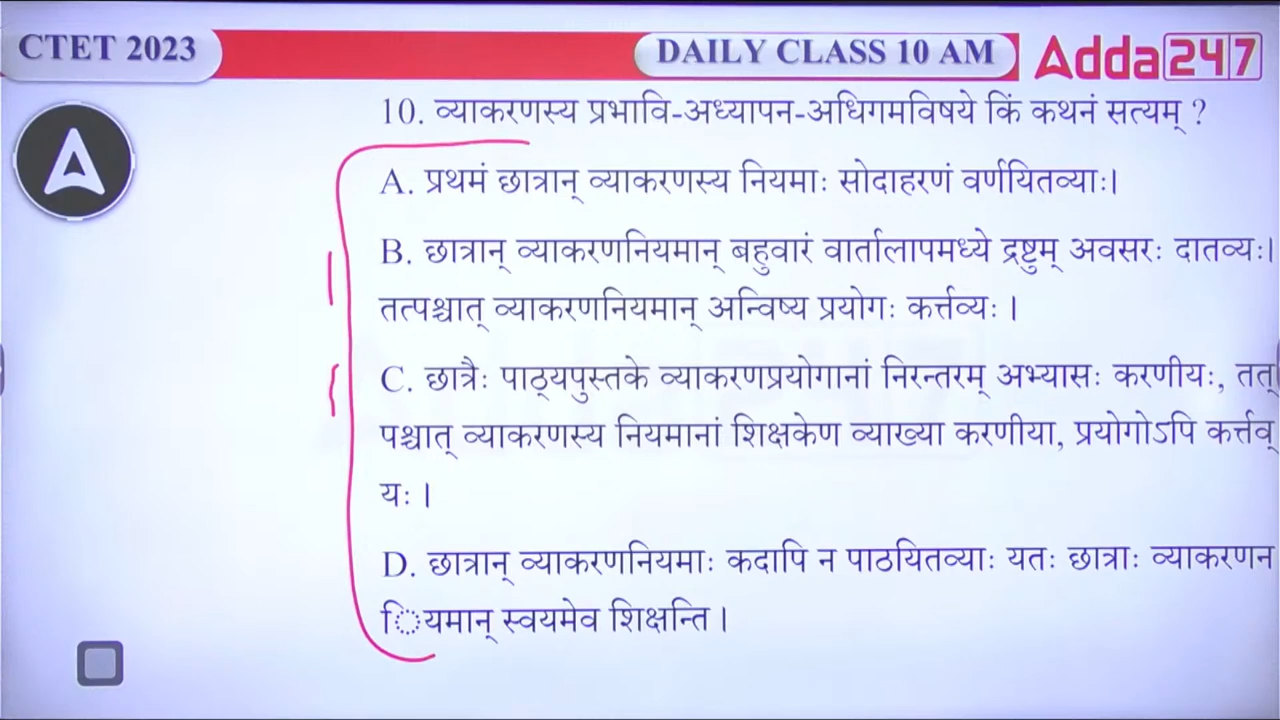 CTET 2023
DAILY CLASS 10 AM
Adda247
10. व्याकरणस्य प्रभावि-अध्यापन-अधिगमविषये किं कथनं सत्यम् ?
A. प्रथमं छात्रान् व्याकरणस्य नियमाः सोदाहरणं वर्णयितव्याः।
B. छात्रान् व्याकरणनियमान् बहुवारं वार्तालापमध्ये द्रष्टुम् अवसरः दातव्यः।
तत्पश्चात् व्याकरणनियमान् अन्विष्य प्रयोगः कर्त्तव्यः ।
C. छात्रैः पाठ्यपुस्तके व्याकरणप्रयोगानां निरन्तरम् अभ्यासः करणीयः, तत्
पश्चात् व्याकरणस्य नियमानां शिक्षकेण व्याख्या करणीया, प्रयोगोऽपि कर्त्तव्
यः ।
D. छात्रान् व्याकरणनियमाः कदापि न पाठयितव्याः यतः छात्राः व्याकरणन
ियमान् स्वयमेव शिक्षन्ति ।